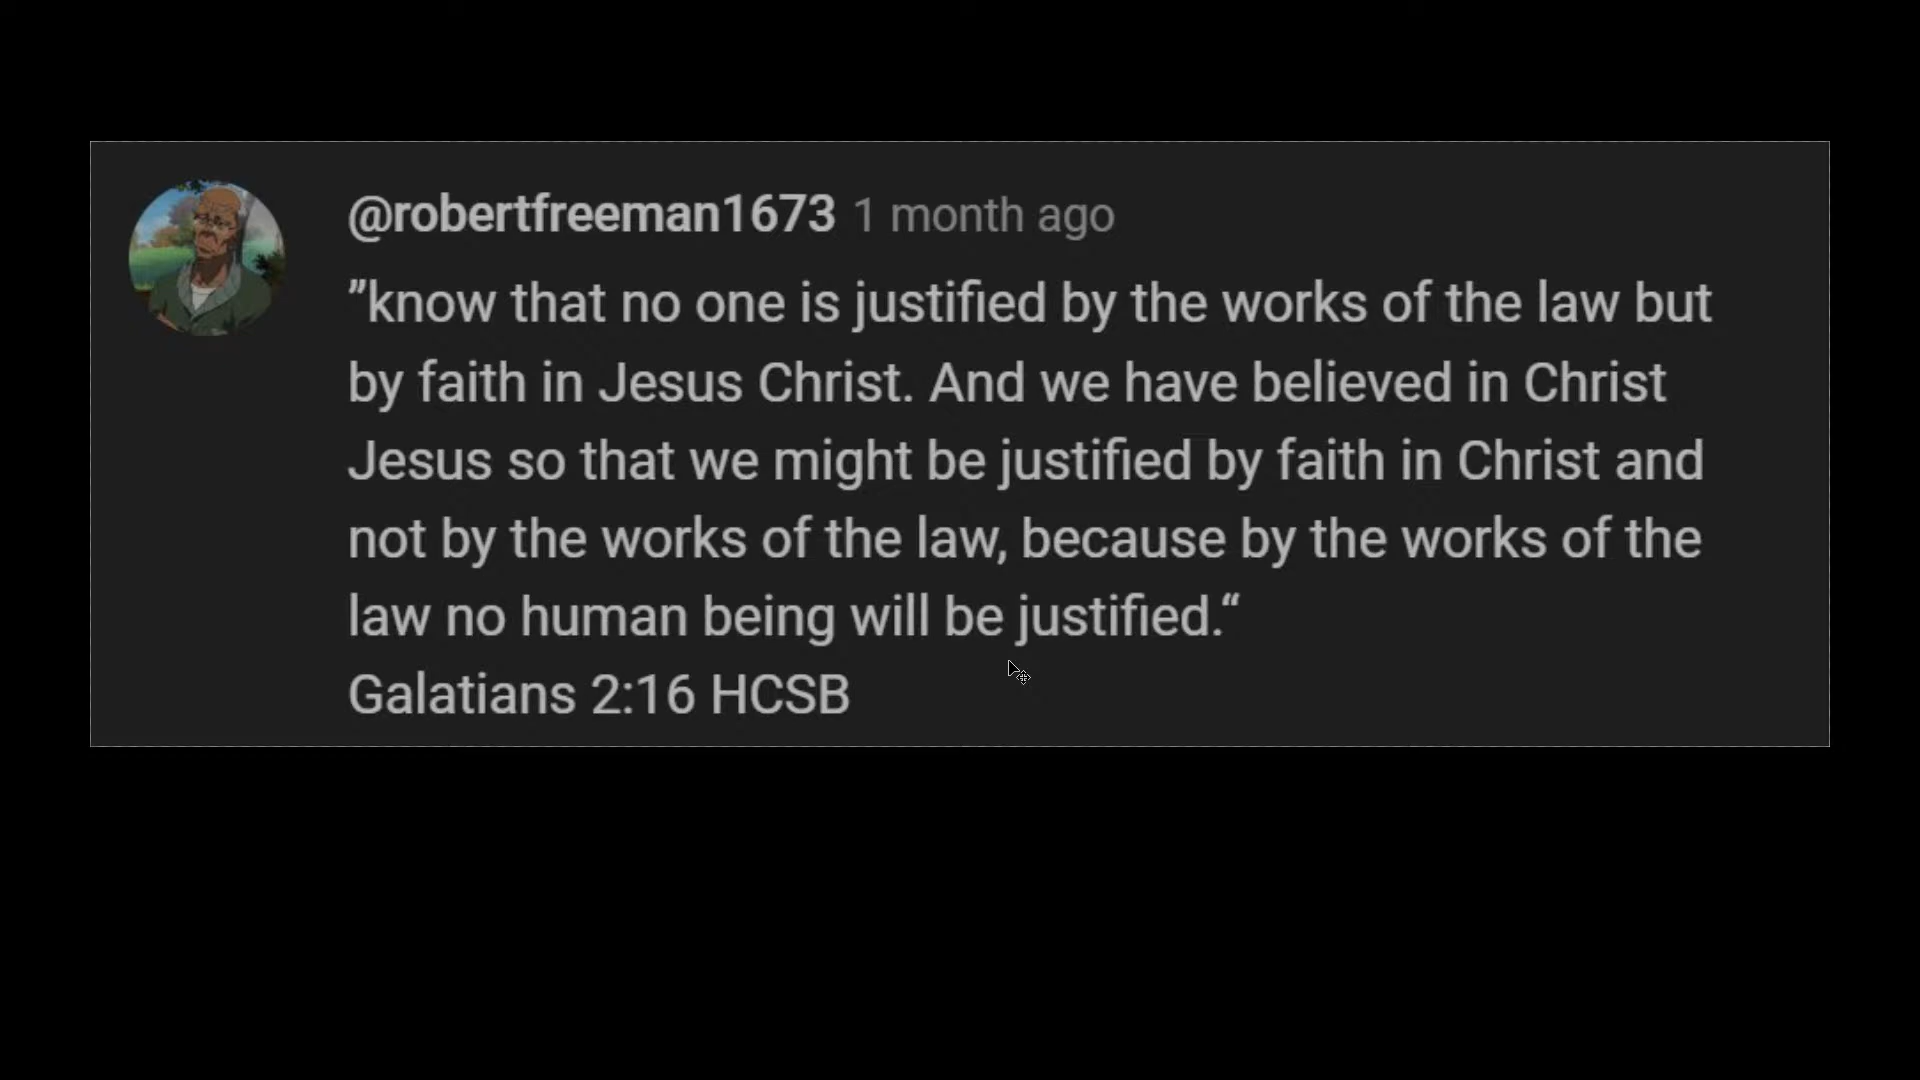 @robertfreeman1673 1 month ago
”know that no one is justified by the works of the law but
by faith in Jesus Christ. And we have believed in Christ
Jesus so that we might be justified by faith in Christ and
not by the works of the law, because by the works of the
law no human being will be justified.“
Galatians 2:16 HCSB